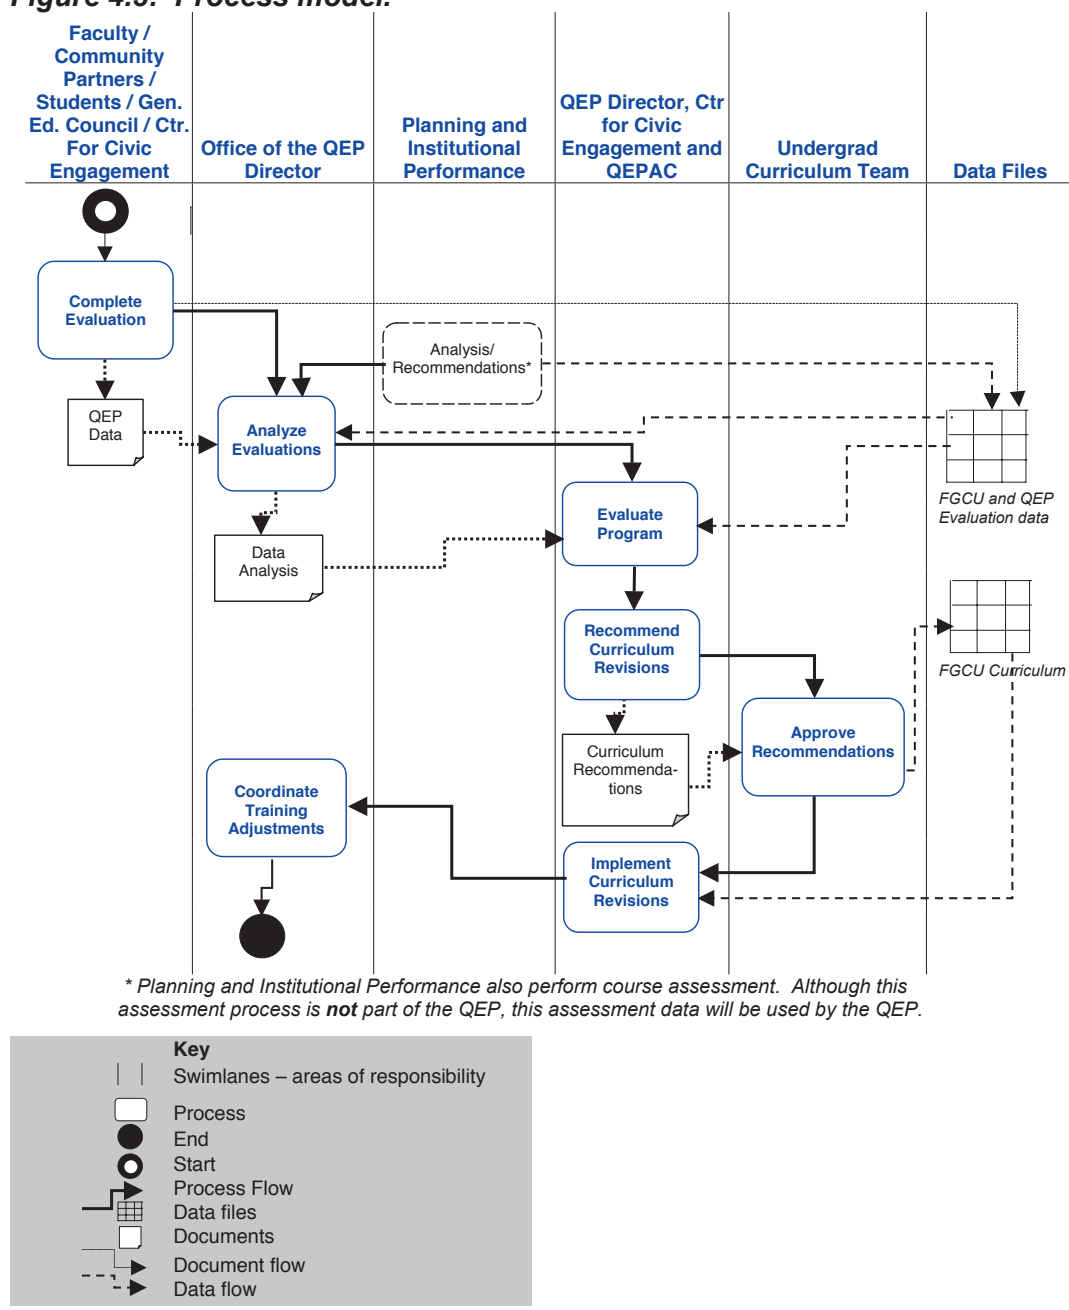 Figure 4.3. Process model.
Faculty /
Community
Partners /
Students / Gen.
Ed. Council / Ctr.
For Civic
Engagement
Office of the QEP
Director
Planning and
Institutional
Performance
QEP Director, Ctr
for Civic
Engagement and
QEPAC
Undergrad
Curriculum Team
Data Files
Complete
Evaluation
Analysis/
Recommendations*
QEP
Data
Analyze
Evaluations
FGCU and QEP
Evaluation data
Evaluate
Program
Data
Analysis
Recommend
Curriculum
Revisions
FGCU Curriculum
Approve
Recommendations
Curriculum
Recommenda-
tions
Coordinate
Training
Adjustments
Implement
Curriculum
Revisions
* Planning and Institutional Performance also perform course assessment. Although this
assessment process is not part of the QEP, this assessment data will be used by the QEP.
Key
Swimlanes – areas of responsibility
Process
End
Start
Process Flow
Data files
Documents
Document flow
Data flow